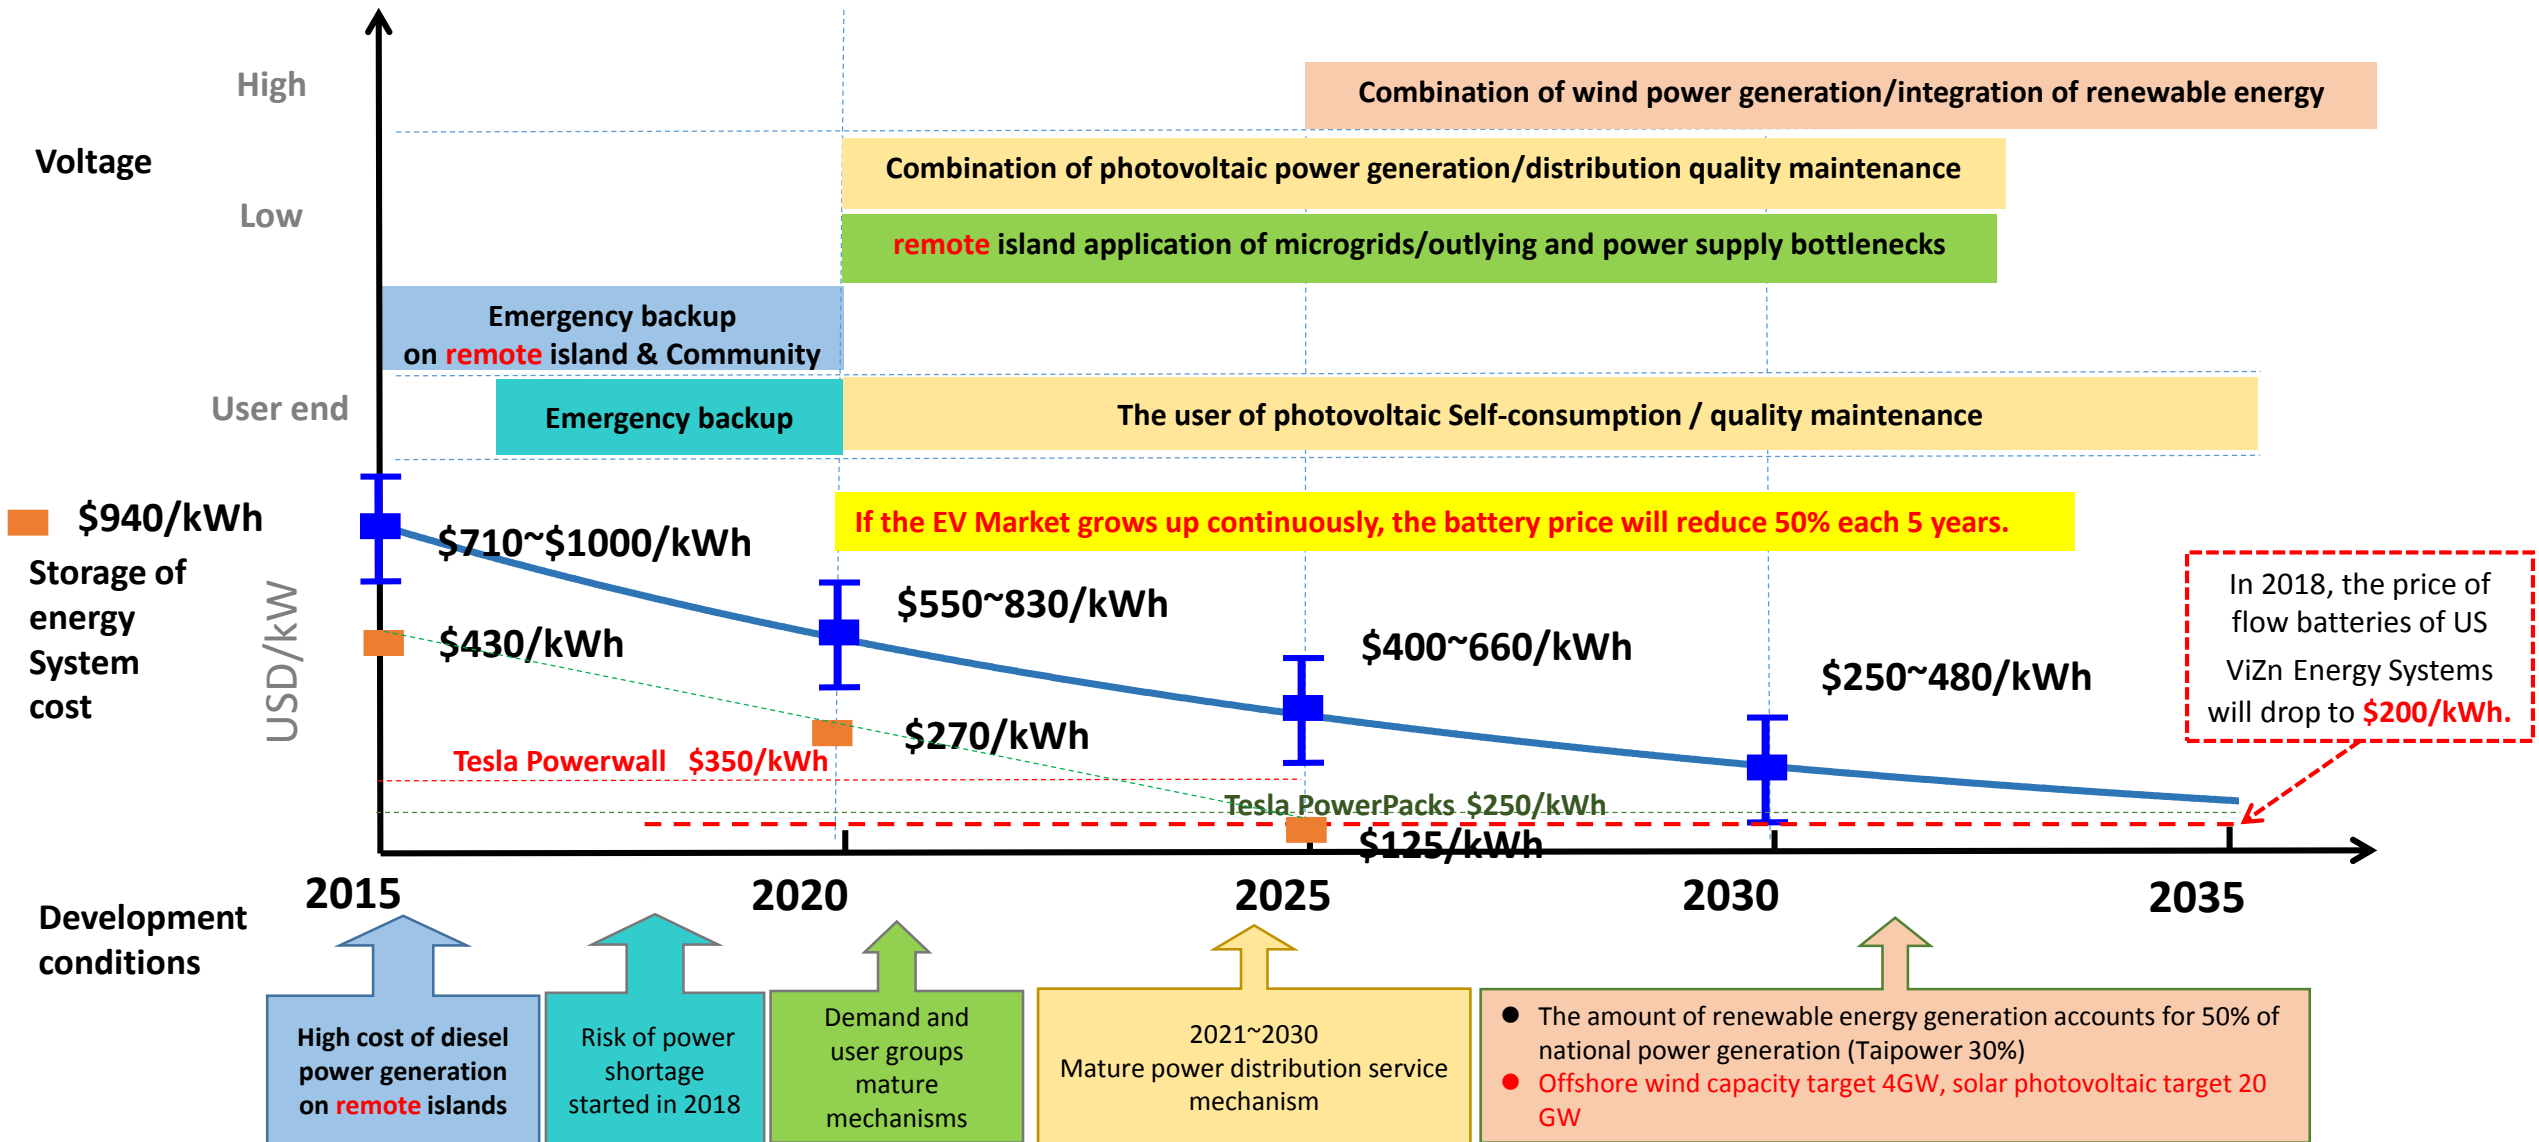 High
Combination of wind power generation/integration of renewable energy
Voltage
Combination of photovoltaic power generation/distribution quality maintenance
Low
remote island application of microgrids/outlying and power supply bottlenecks
Emergency backup
on remote island & Community
User end
Emergency backup
The user of photovoltaic Self-consumption / quality maintenance
$940/kWh
$710~$1000/kWh
If the EV Market grows up continuously, the battery price will reduce 50% each 5 years.
Storage of
energy
System
cost
USD/kW
$550~830/kWh
$430/kWh
$400~660/kWh
$250~480/kWh
In 2018, the price of
flow batteries of US
ViZn Energy Systems
will drop to $200/kWh.
$270/kWh
Tesla Powerwall $350/kWh
Tesla PowerPacks $250/kWh
$125/kWh
2015
2020
2025
2030
2035
Development
conditions
High cost of diesel
power generation
on remote islands
Risk of power
shortage
started in 2018
Demand and
user groups
mature
mechanisms
2021~2030
Mature power distribution service
mechanism
● The amount of renewable energy generation accounts for 50% of
national power generation (Taipower 30%)
● Offshore wind capacity target 4GW, solar photovoltaic target 20
GW